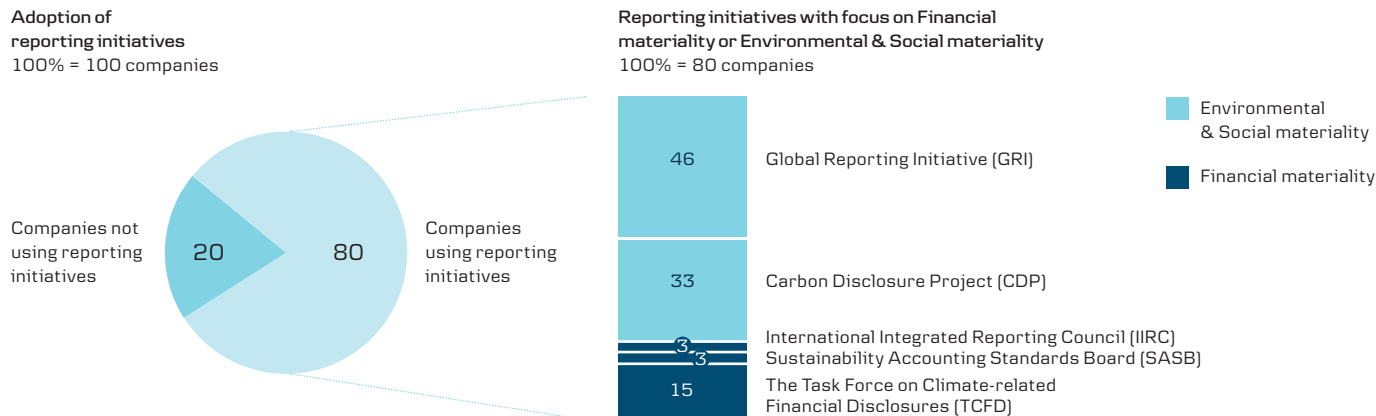 Adoption of
reporting initiatives
100% = 100 companies
Companies not
using reporting
initiatives
20
80
Companies
using reporting
initiatives
Reporting initiatives with focus on Financial
materiality or Environmental & Social materiality
100% = 80 companies
46
Global Reporting Initiative (GRI)
33
Carbon Disclosure Project (CDP)
3
International Integrated Reporting Council (IIRC)
3
Sustainability Accounting Standards Board (SASB)
15
The Task Force on Climate-related
Financial Disclosures (TCFD)
Environmental
& Social materiality
Financial materiality